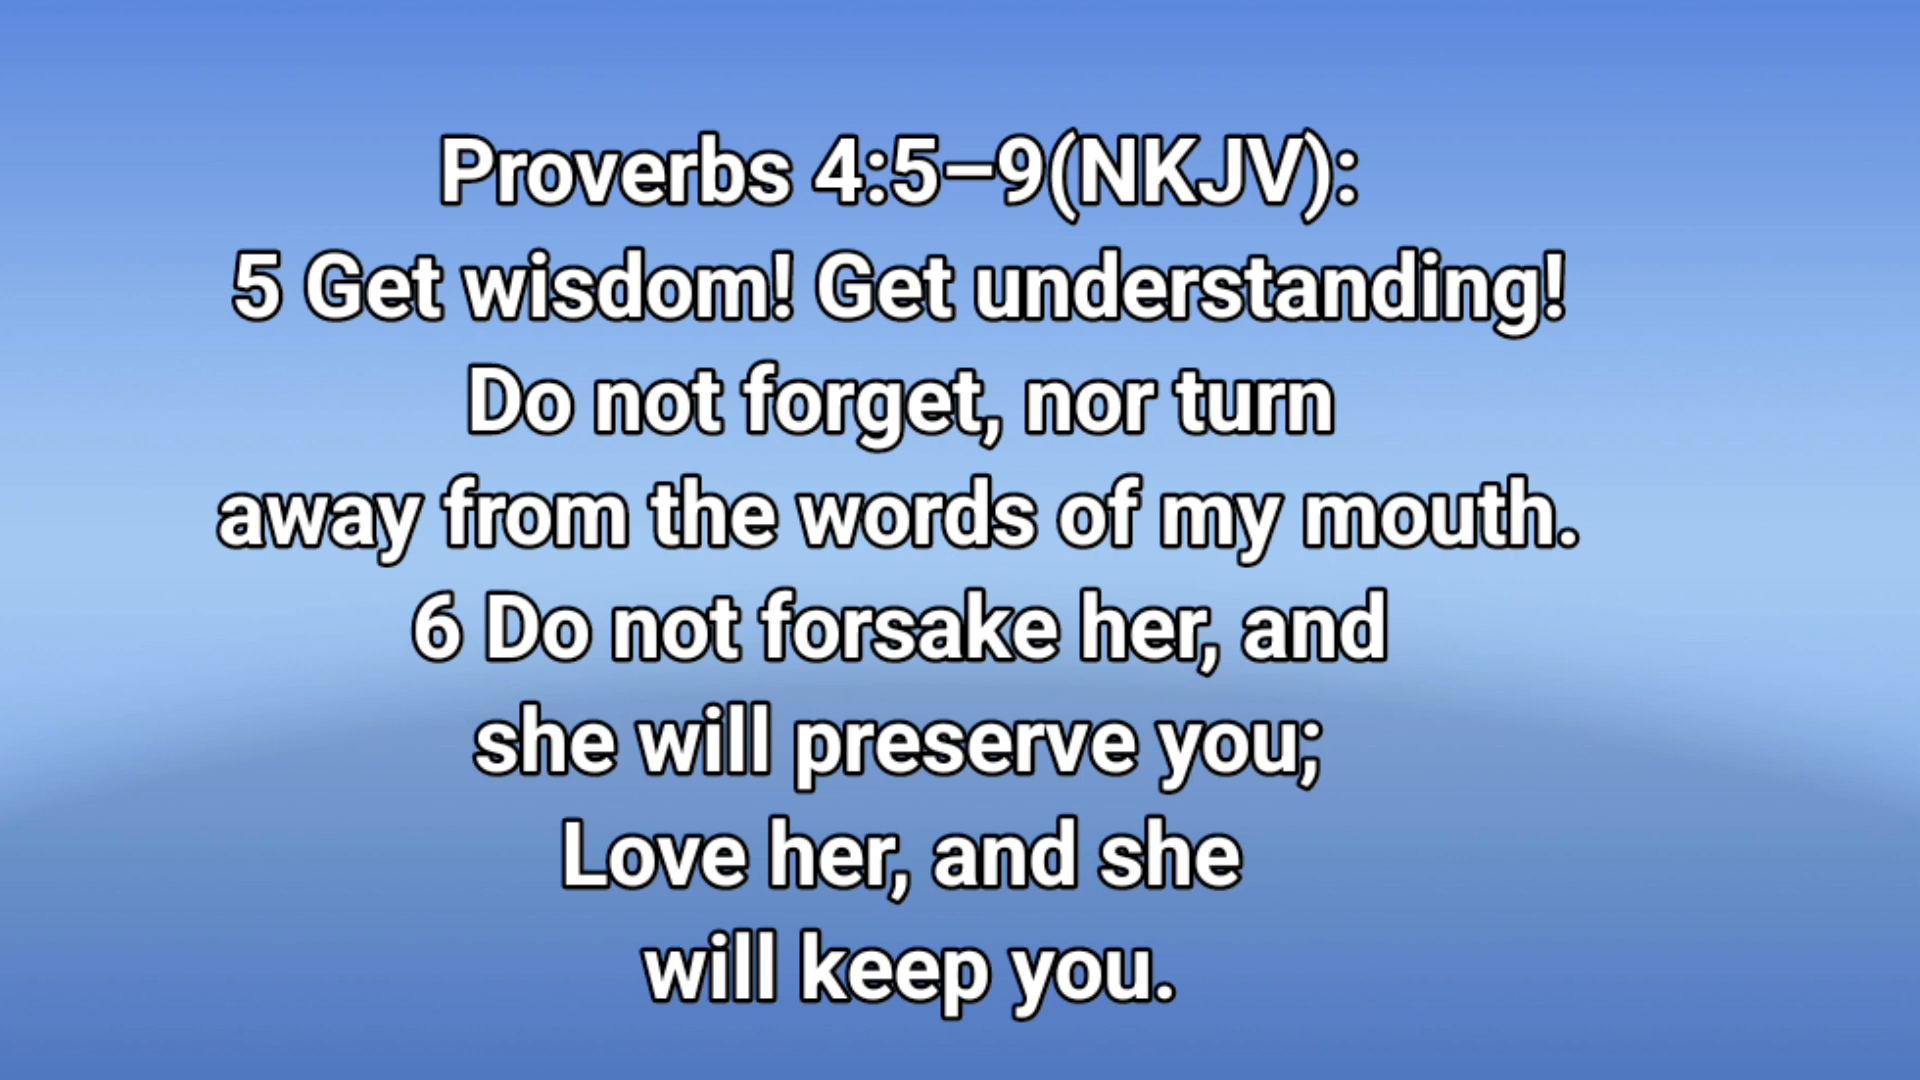 Proverbs 4:5–9(NKJV):
5 Get wisdom! Get understanding!
Do not forget, nor turn
away from the words of my mouth.
6 Do not forsake her, and
she will preserve you;
Love her, and she
will keep you.